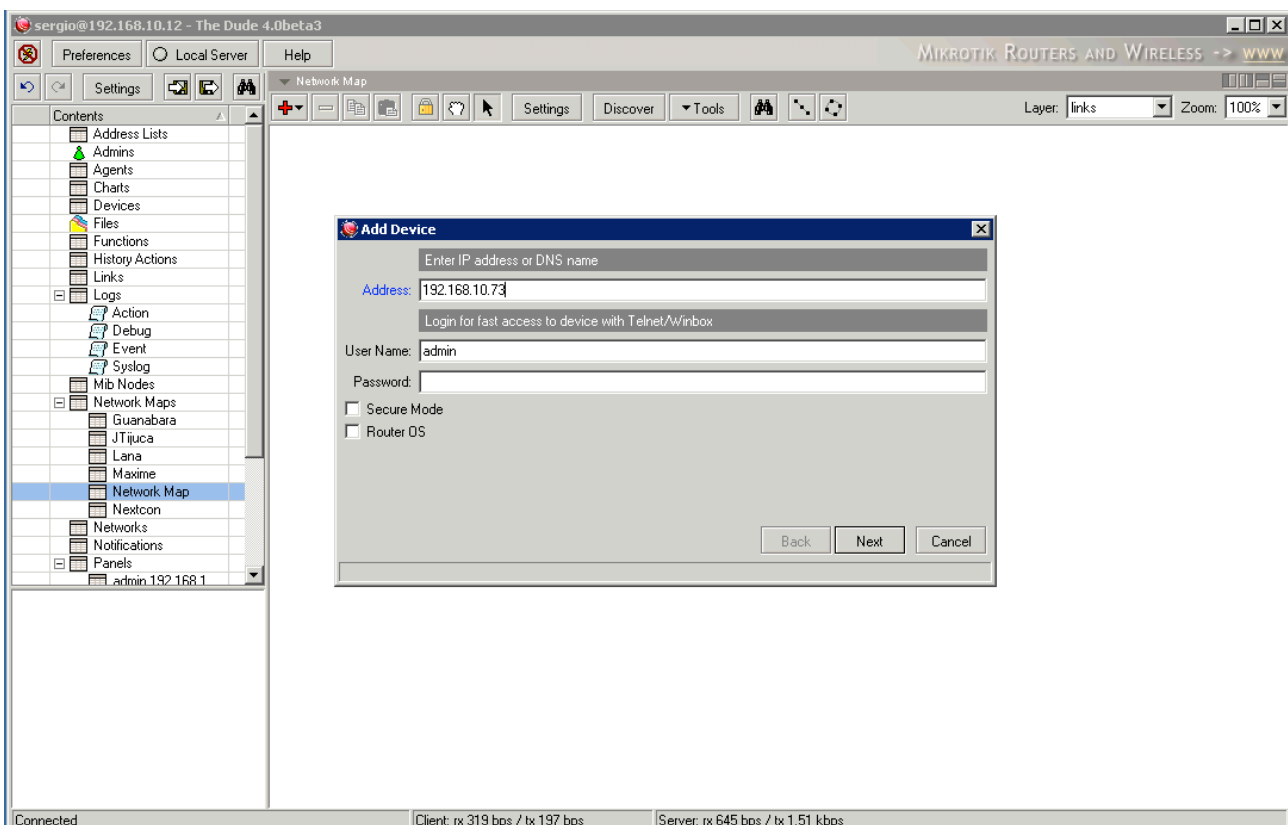 sergio@192.168.10.12 - The Dude 4.0beta3
Preferences Local Server Help MIKROTIK ROUTERS AND WIRELESS -> WWW
Settings
Network Map
Settings Discover Tools Layer: links Zoom: 100%
Contents
Address Lists
Admins
Agents
Charts
Devices
Files
Functions
History Actions
Links
Logs
Action
Debug
Event
Syslog
Mib Nodes
Network Maps
Guanabara
JTijuca
Lana
Maxime
Network Map
Nextcon
Networks
Notifications
Panels
admin 192.168.1
Add Device
Enter IP address or DNS name
Address: 192.168.10.73
Login for fast access to device with Telnet/Winbox
User Name: admin
Password:
Secure Mode
Router OS
Back Next Cancel
Connected Client: rx 319 bps / tx 197 bps Server: rx 645 bps / tx 1.51 kbps